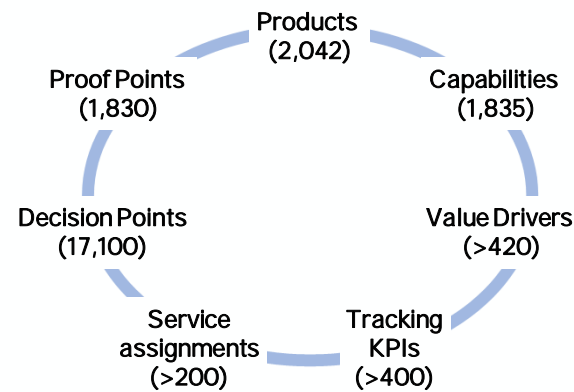 Products
(2,042)
Capabilities
(1,835)
Value Drivers
(>420)
Tracking
KPIs
(>400)
Service
assignments
(>200)
Decision Points
(17,100)
Proof Points
(1,830)